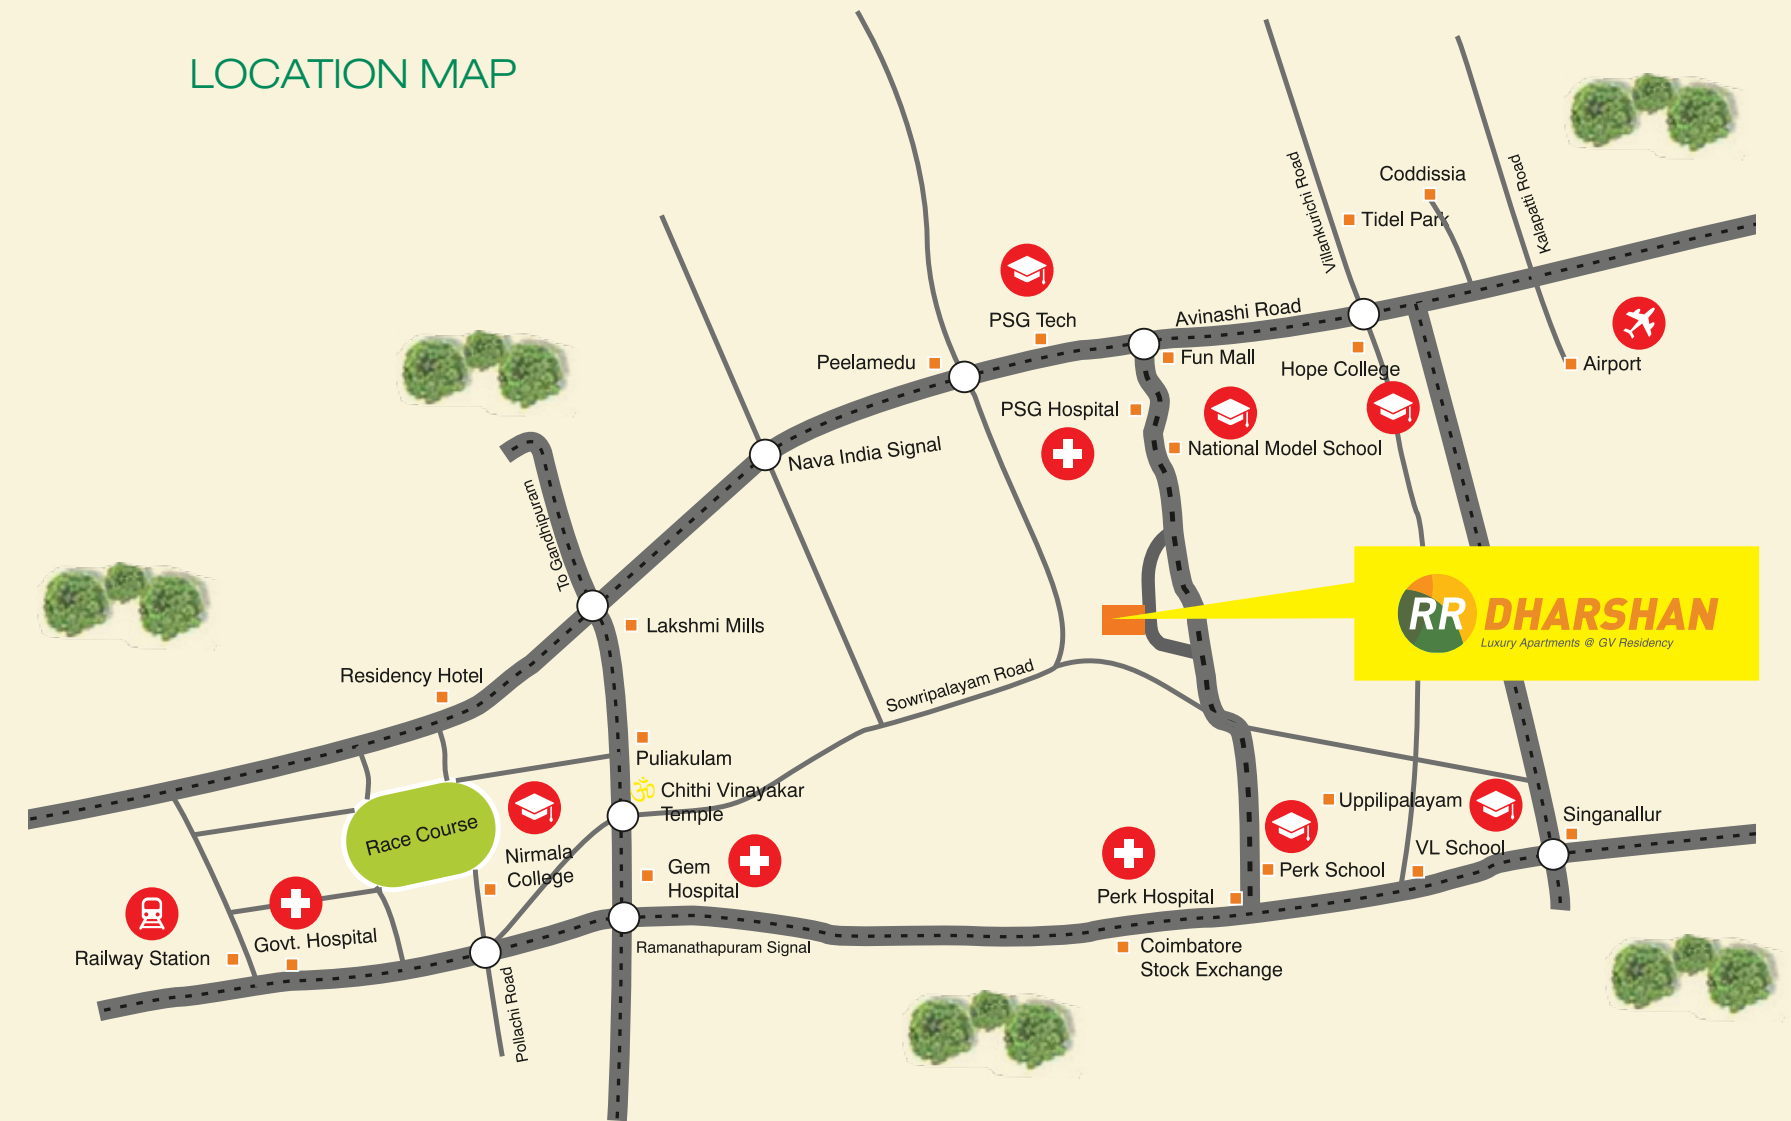 LOCATION MAP
Coddissia
Villankurichi Road
Kalapatti Road
Tidel Park
PSG Tech
Avinashi Road
Peelamedu
Fun Mall
Hope College
Airport
PSG Hospital
Nava India Signal
National Model School
To Gandhipuram
RR DHARSHAN
Luxury Apartments @ GV Residency
Lakshmi Mills
Residency Hotel
Sowripalayam Road
Puliakulam
ॐ Chithi Vinayakar
Temple
Race Course
Uppilipalayam
Singanallur
Nirmala
College
Gem
Hospital
VL School
Perk School
Perk Hospital
Govt. Hospital
Railway Station
Ramanathapuram Signal
Coimbatore
Stock Exchange
Pollachi Road